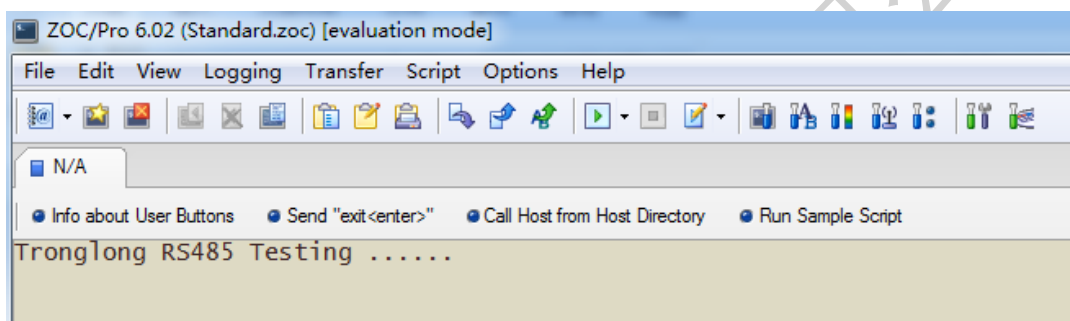 ZOC/Pro 6.02 (Standard.zoc) [evaluation mode]
File Edit View Logging Transfer Script Options Help
N/A
Info about User Buttons Send "exit<enter>" Call Host from Host Directory Run Sample Script
Tronglong RS485 Testing ......